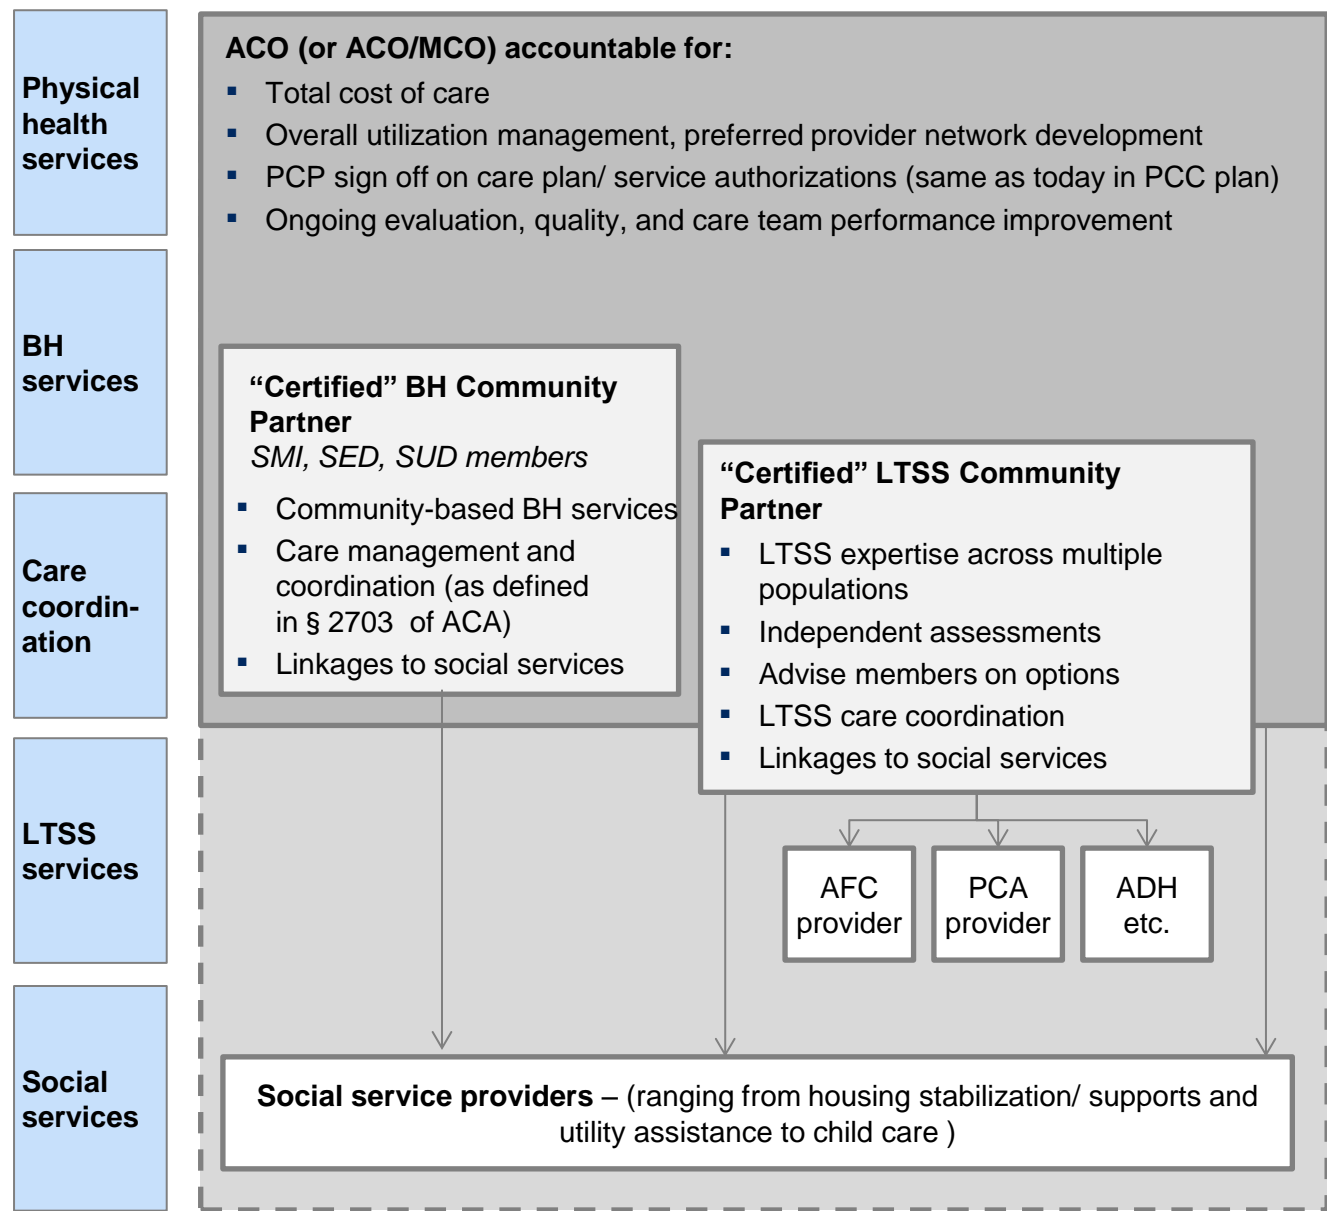 Physical
health
services
ACO (or ACO/MCO) accountable for:
▪ Total cost of care
▪ Overall utilization management, preferred provider network development
▪ PCP sign off on care plan/ service authorizations (same as today in PCC plan)
▪ Ongoing evaluation, quality, and care team performance improvement
BH
services
“Certified” BH Community
Partner
SMI, SED, SUD members
▪ Community-based BH services
▪ Care management and
coordination (as defined
in § 2703 of ACA)
▪ Linkages to social services
Care
coordin-
ation
“Certified” LTSS Community
Partner
▪ LTSS expertise across multiple
populations
▪ Independent assessments
▪ Advise members on options
▪ LTSS care coordination
▪ Linkages to social services
LTSS
services
AFC
provider
PCA
provider
ADH
etc.
Social
services
Social service providers – (ranging from housing stabilization/ supports and
utility assistance to child care )